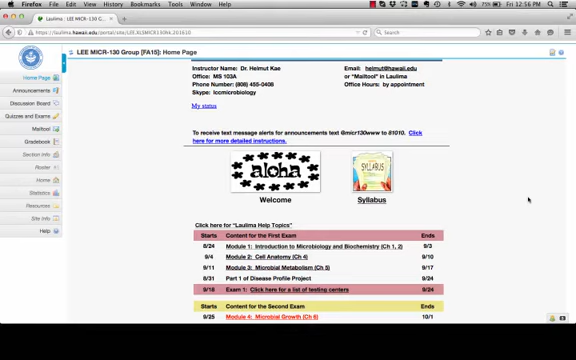 Firefox File Edit View History Bookmarks Tools Window Help
75% Fri 12:56 PM
Laulima : LEE MICR-130 G...
https://laulima.hawaii.edu/portal/site/LEE.XLSMICR130hk.201610
Search
LEE MICR-130 Group [FA15]: Home Page
Home Page
Announcements
Discussion Board
Quizzes and Exams
Mailtool
Gradebook
Section Info
Roster
Home
Statistics
Resources
Site Info
Help
Instructor Name: Dr. Helmut Kae
Office: MS 103A
Phone Number: (808) 455-0408
Skype: lccmicrobiology
Email: helmut@hawaii.edu
or "Mailtool" in Laulima
Office Hours: by appointment
My status
To receive text message alerts for announcements text @micr130www to 81010. Click
here for more detailed instructions.
aloha
SYLLABUS
Welcome
Syllabus
Click here for "Laulima Help Topics"
Starts Content for the First Exam Ends
8/24 Module 1: Introduction to Microbiology and Biochemistry (Ch 1, 2) 9/3
9/4 Module 2: Cell Anatomy (Ch 4) 9/10
9/11 Module 3: Microbial Metabolism (Ch 5) 9/17
8/31 Part 1 of Disease Profile Project 9/24
9/18 Exam 1: Click here for a list of testing centers 9/24
Starts Content for the Second Exam Ends
9/25 Module 4: Microbial Growth (Ch 6) 10/1